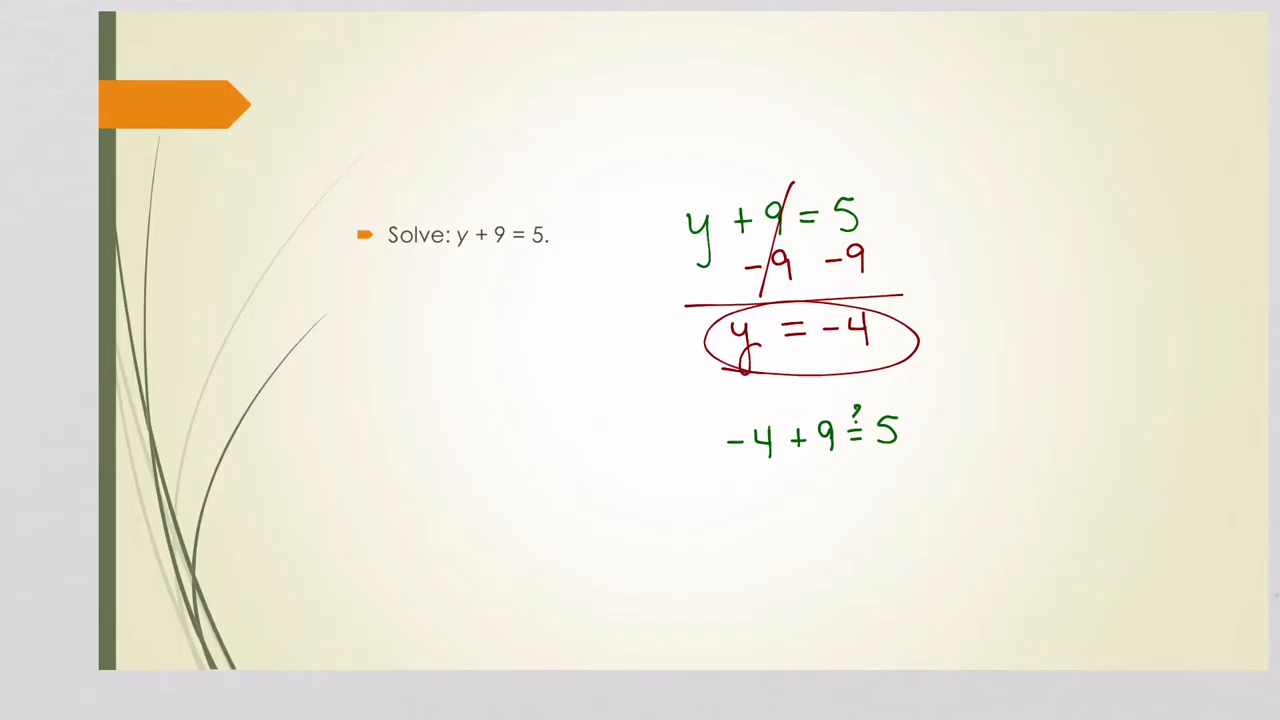 Solve: y + 9 = 5.
y + 9 = 5
-9 -9
y = -4
-4 + 9 ≟ 5